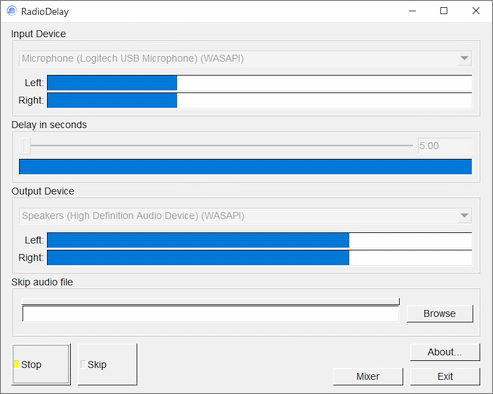 RadioDelay
Input Device
Microphone (Logitech USB Microphone) (WASAPI)
Left:
Right:
Delay in seconds
5.00
Output Device
Speakers (High Definition Audio Device) (WASAPI)
Left:
Right:
Skip audio file
Browse
Stop
Skip
About...
Mixer
Exit